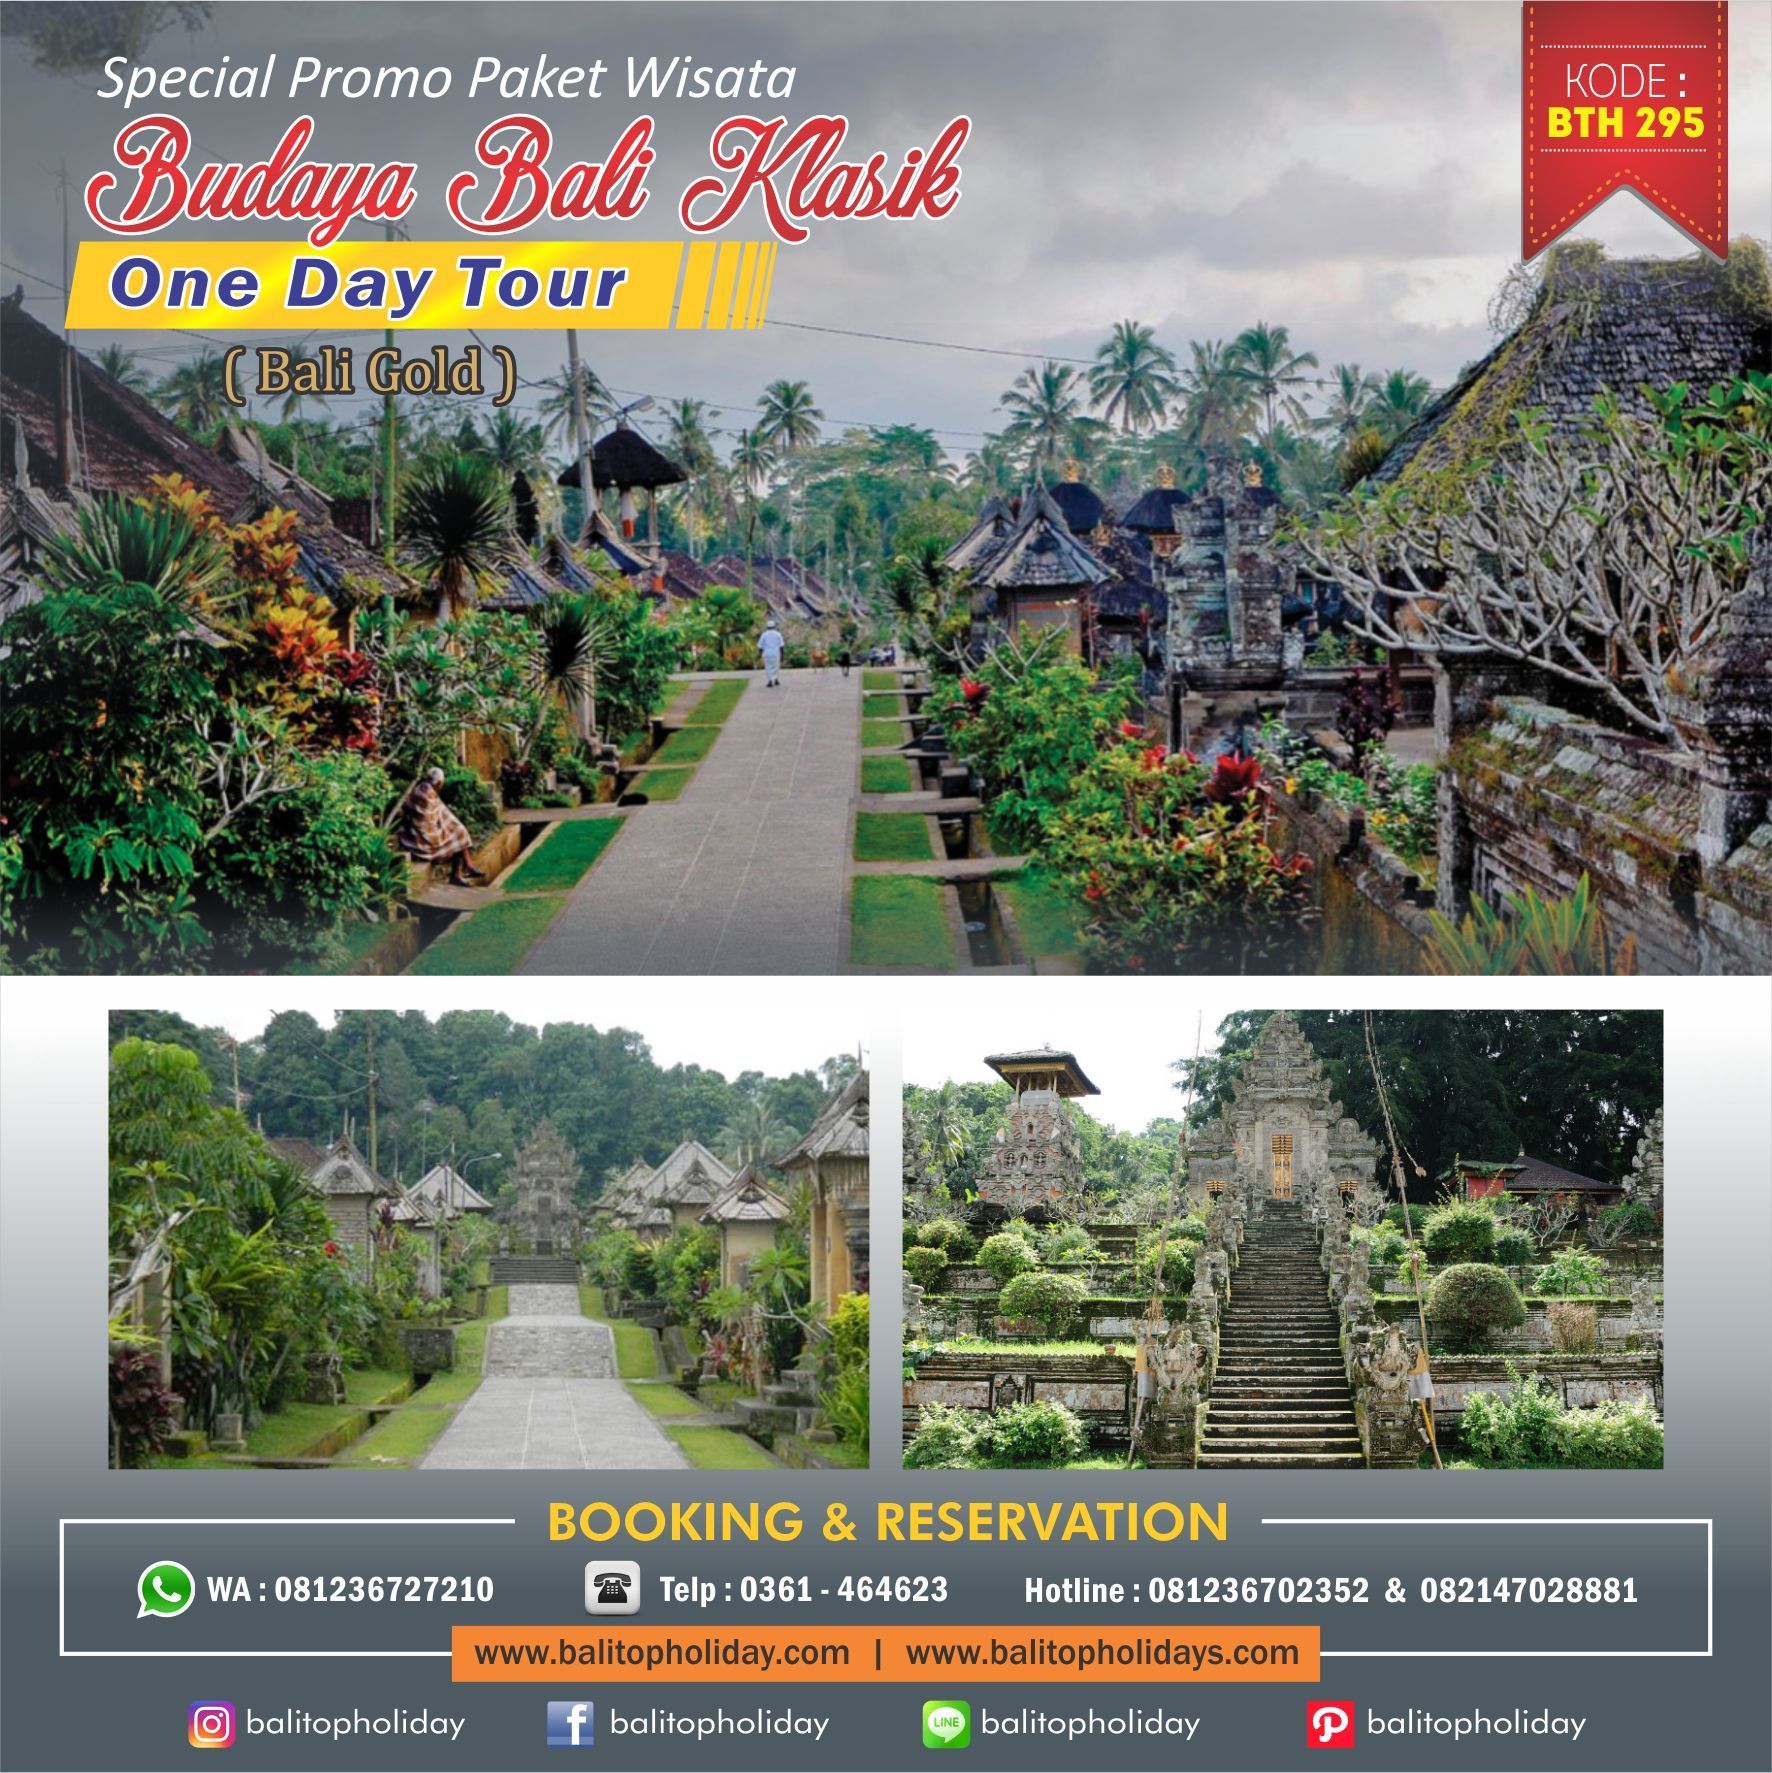 Special Promo Paket Wisata
Budaya Bali Klasik
One Day Tour
( Bali Gold )
KODE :
BTH 295
BOOKING & RESERVATION
WA : 081236727210
Telp : 0361 - 464623
Hotline : 081236702352 & 082147028881
www.balitopholiday.com | www.balitopholidays.com
balitopholiday
balitopholiday
LINE
balitopholiday
balitopholiday